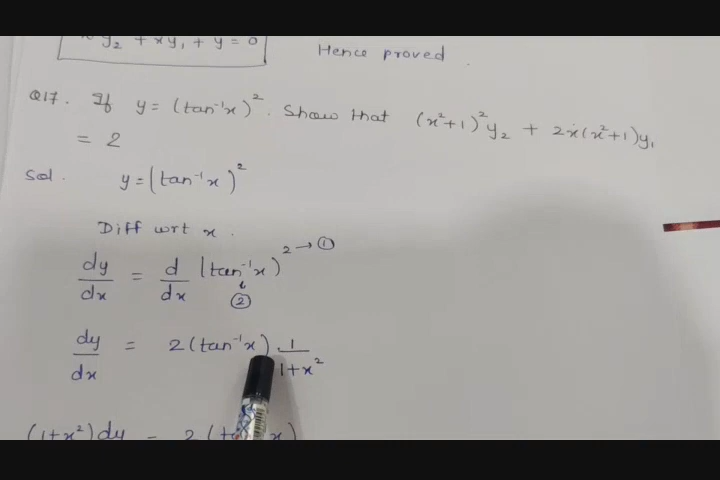 y₂ + xy₁ + y = 0
Hence proved.
Q17. If y = (tan⁻¹x)². Show that (x²+1)²y₂ + 2x(x²+1)y₁
= 2
Sol. y = (tan⁻¹x)²
Diff wrt x.
dy/dx = d/dx (tan⁻¹x)² → ①
②
dy/dx = 2(tan⁻¹x) 1/1+x²
(1+x²)dy = 2(tan⁻¹x)